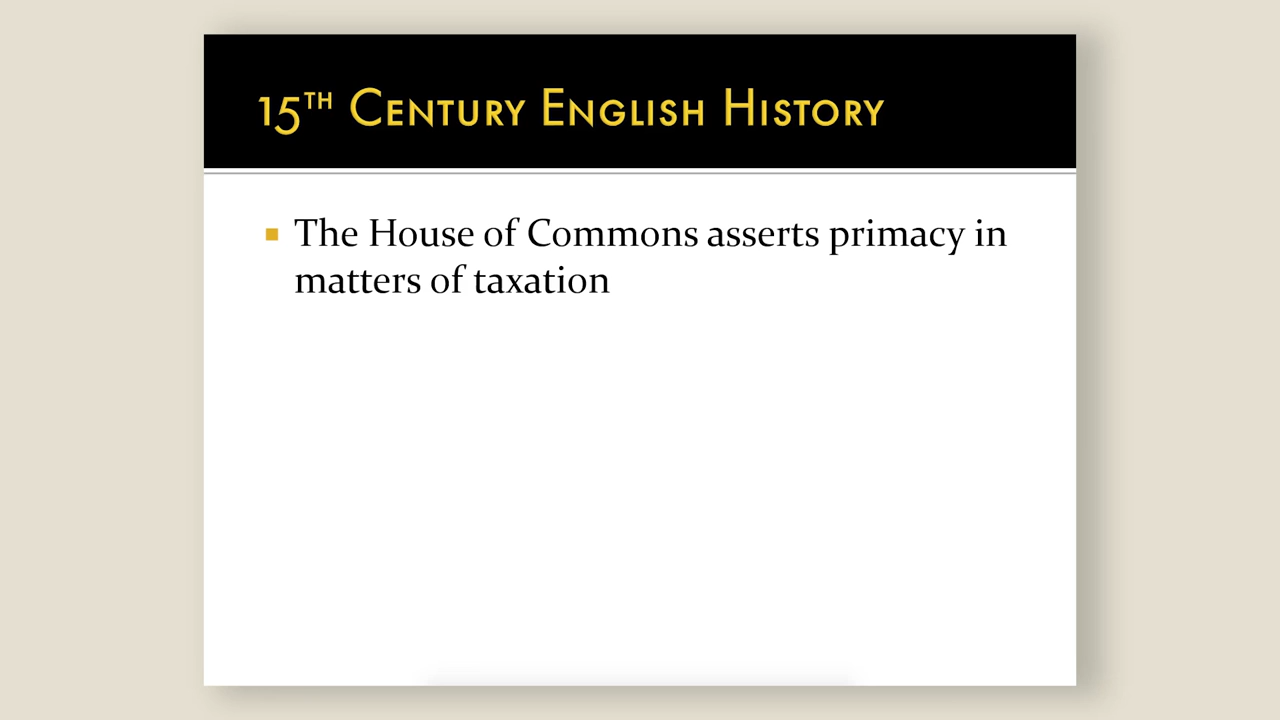 15TH CENTURY ENGLISH HISTORY
The House of Commons asserts primacy in
matters of taxation